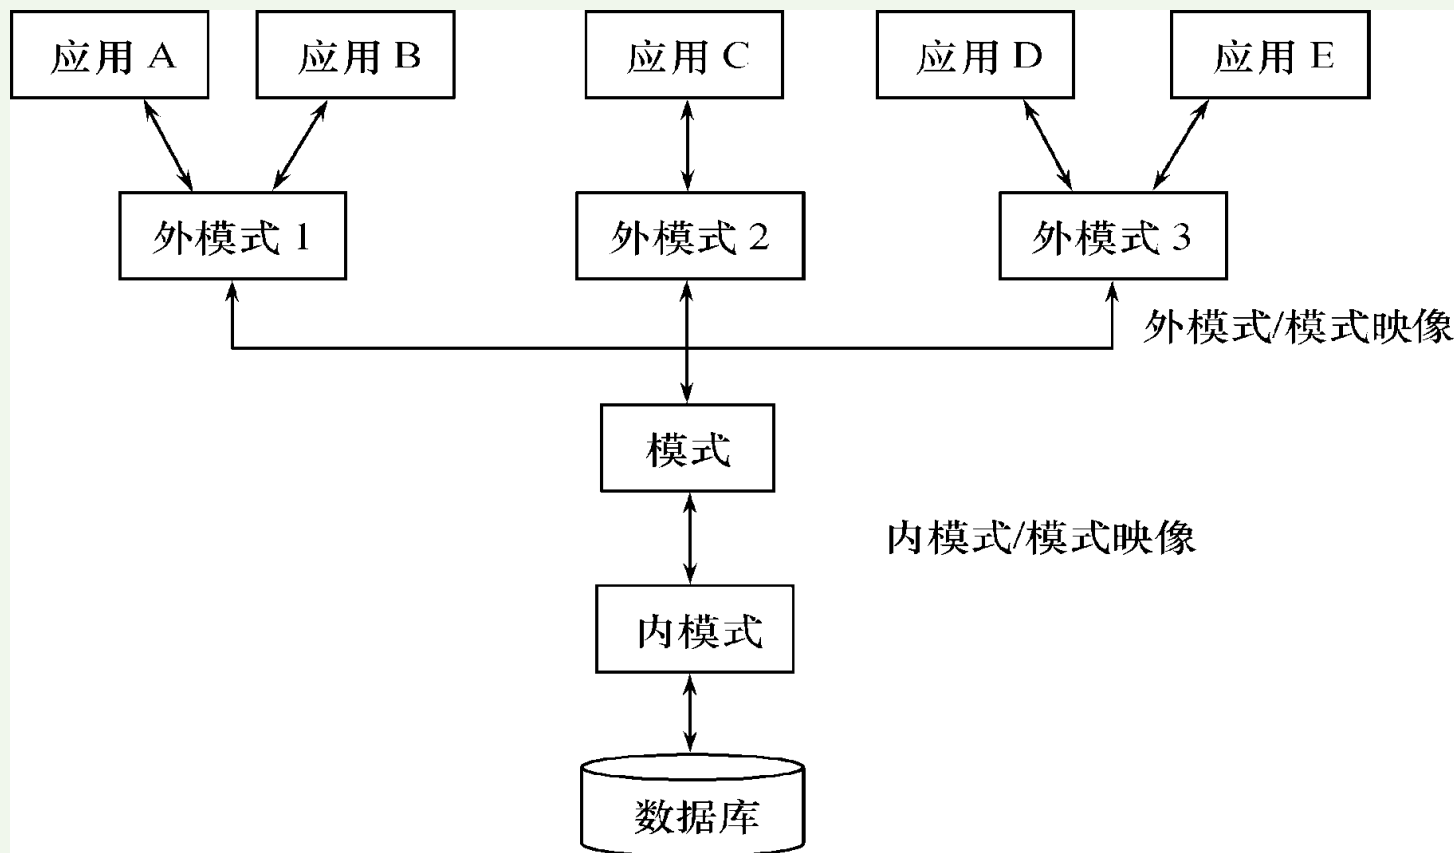 应用 A
应用 B
应用 C
应用 D
应用 E
外模式 1
外模式 2
外模式 3
外模式/模式映像
模式
内模式/模式映像
内模式
数据库